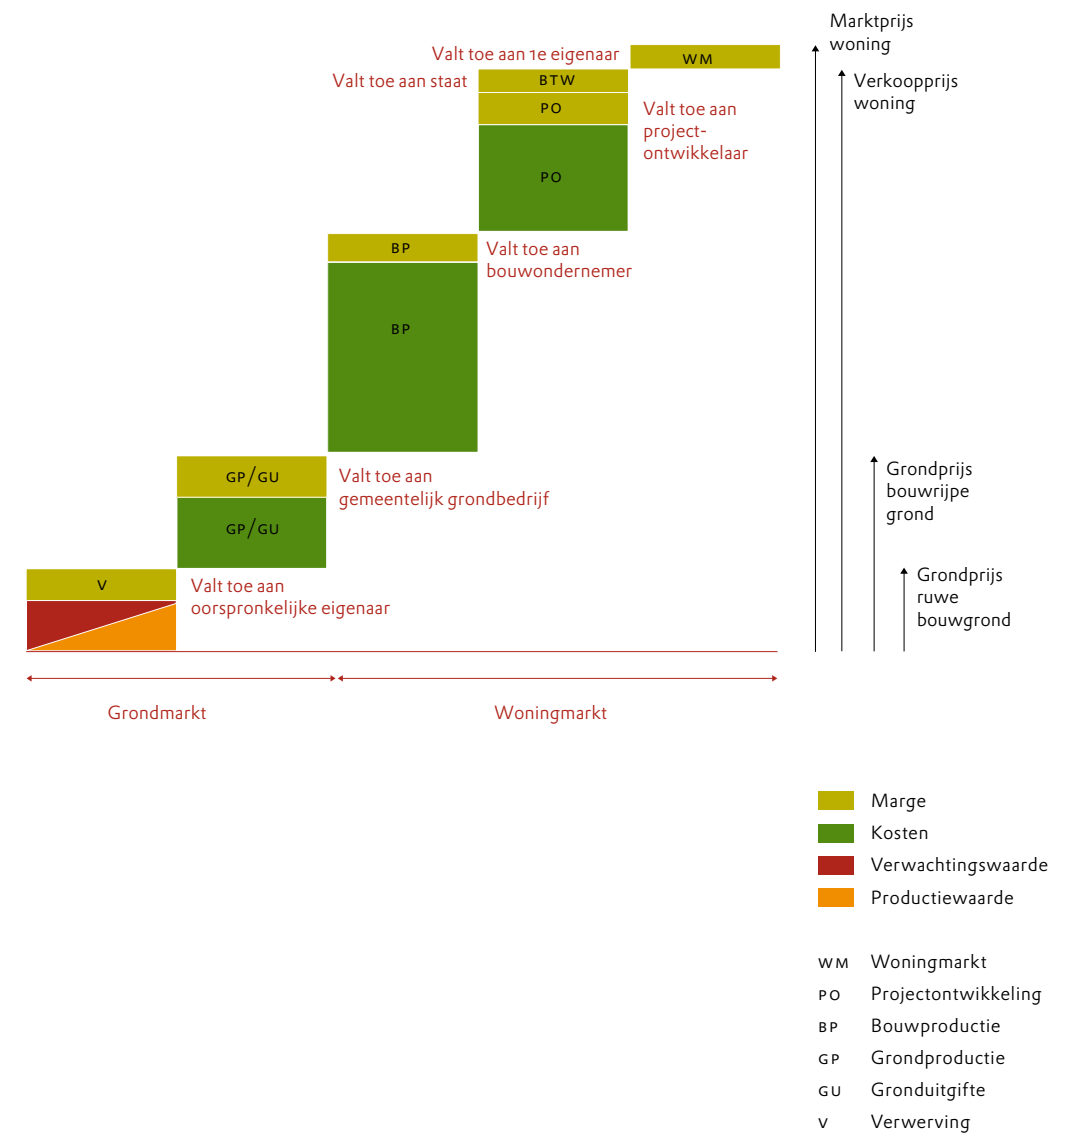 Marktprijs
woning
Valt toe aan 1e eigenaar
WM
Valt toe aan staat
BTW
Verkoopprijs
woning
PO
Valt toe aan
project-
ontwikkelaar
PO
BP
Valt toe aan
bouwondernemer
BP
GP/GU
Valt toe aan
gemeentelijk grondbedrijf
GP/GU
Grondprijs
bouwrijpe
grond
V
Valt toe aan
oorspronkelijke eigenaar
Grondprijs
ruwe
bouwgrond
Grondmarkt
Woningmarkt
Marge
Kosten
Verwachtingswaarde
Productiewaarde
WM Woningmarkt
PO Projectontwikkeling
BP Bouwproductie
GP Grondproductie
GU Gronduitgifte
V Verwerving